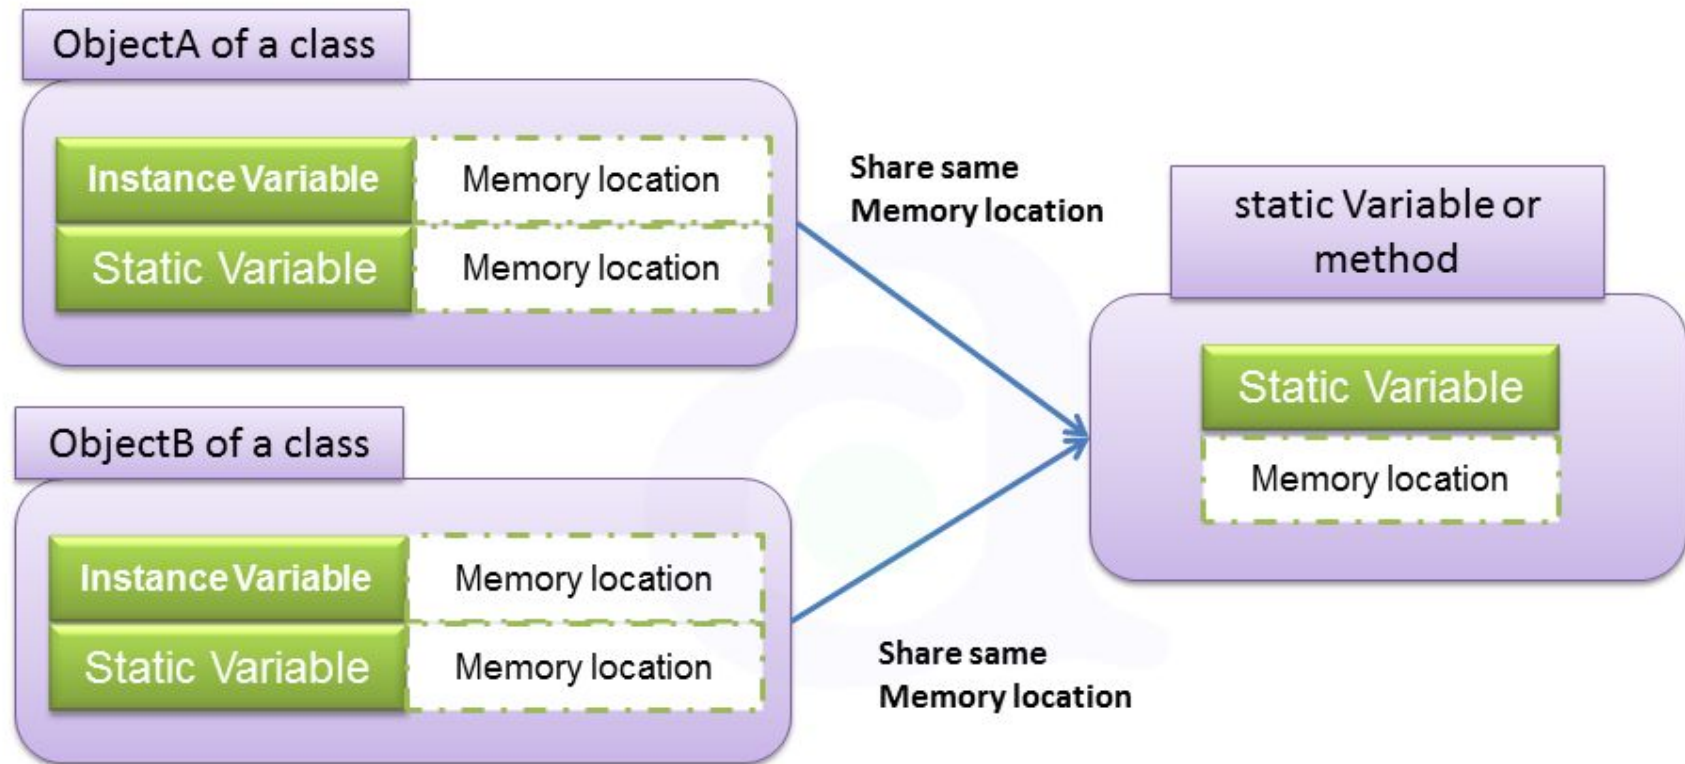 ObjectA of a class
Instance Variable Memory location
Static Variable Memory location
Share same
Memory location
static Variable or
method
Static Variable
Memory location
ObjectB of a class
Instance Variable Memory location
Static Variable Memory location
Share same
Memory location